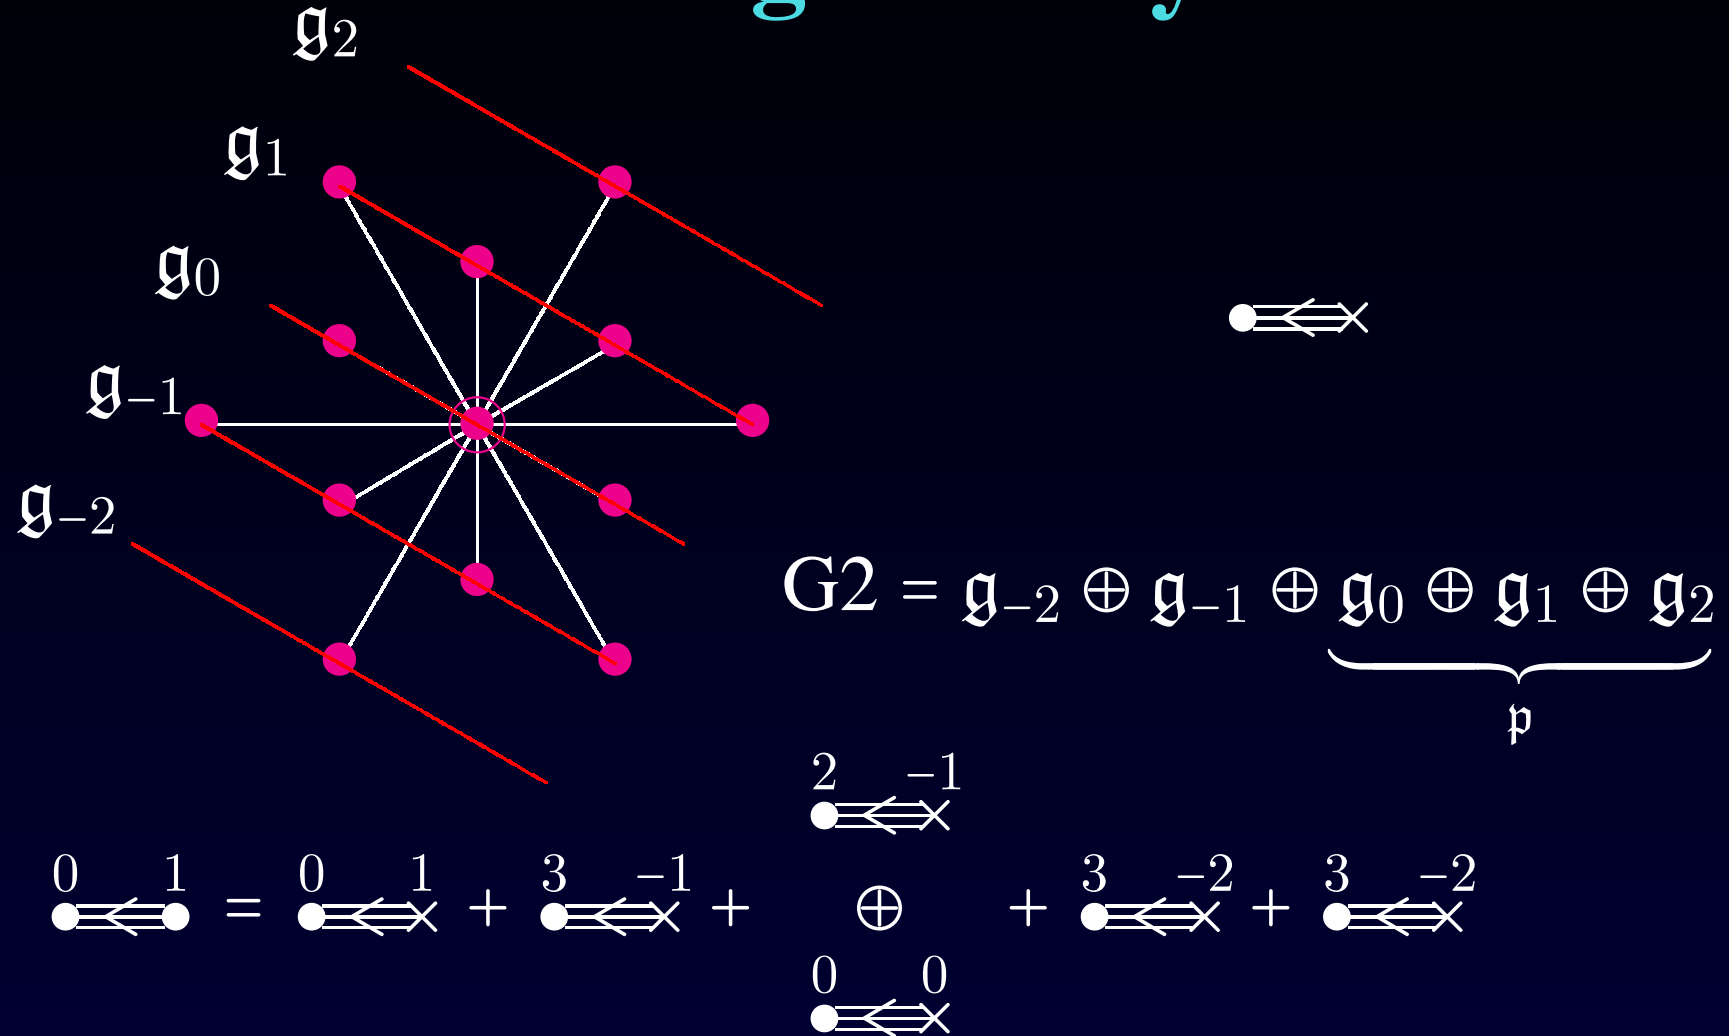 𝔤₂
𝔤₁
𝔤₀
𝔤₋₁
𝔤₋₂
G2 = 𝔤₋₂ ⊕ 𝔤₋₁ ⊕ 𝔤₀ ⊕ 𝔤₁ ⊕ 𝔤₂
𝔭
2 −1
0 1 = 0 1 + 3 −1 + ⊕ + 3 −2 + 3 −2
0 0